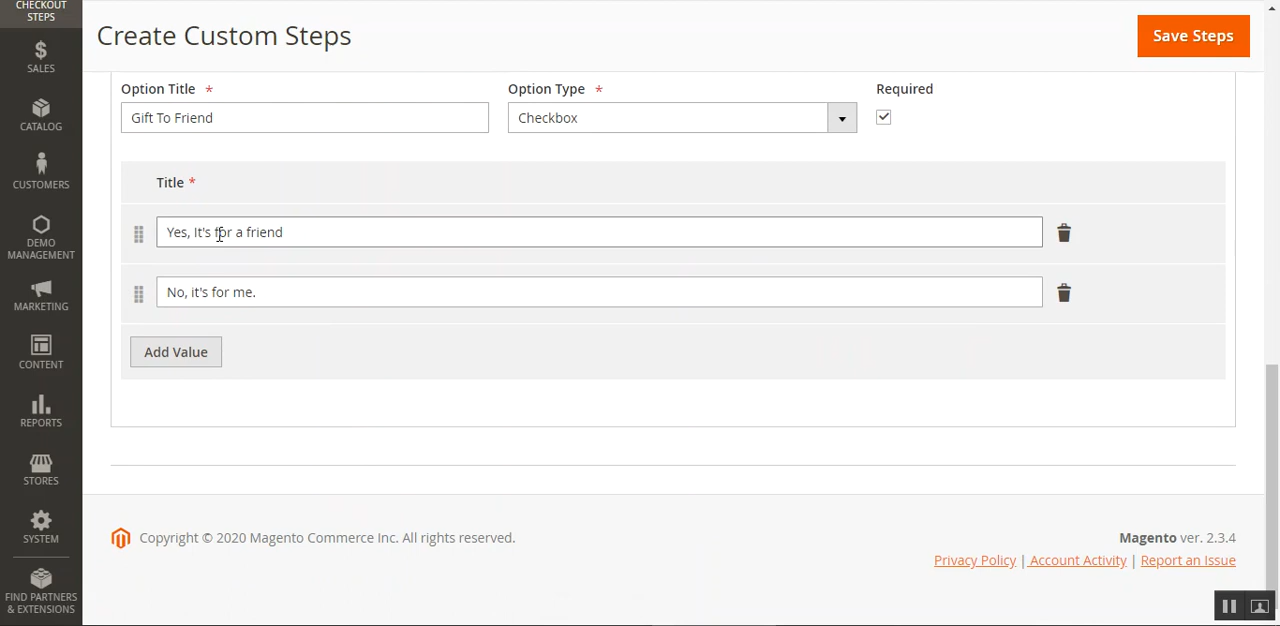 CHECKOUT
STEPS
Create Custom Steps
Save Steps
$
SALES
CATALOG
CUSTOMERS
DEMO
MANAGEMENT
MARKETING
CONTENT
REPORTS
STORES
SYSTEM
FIND PARTNERS
& EXTENSIONS
Option Title *
Option Type *
Required
Gift To Friend
Checkbox
Title *
Yes, It's for a friend
No, it's for me.
Add Value
Copyright © 2020 Magento Commerce Inc. All rights reserved.
Magento ver. 2.3.4
Privacy Policy | Account Activity | Report an Issue